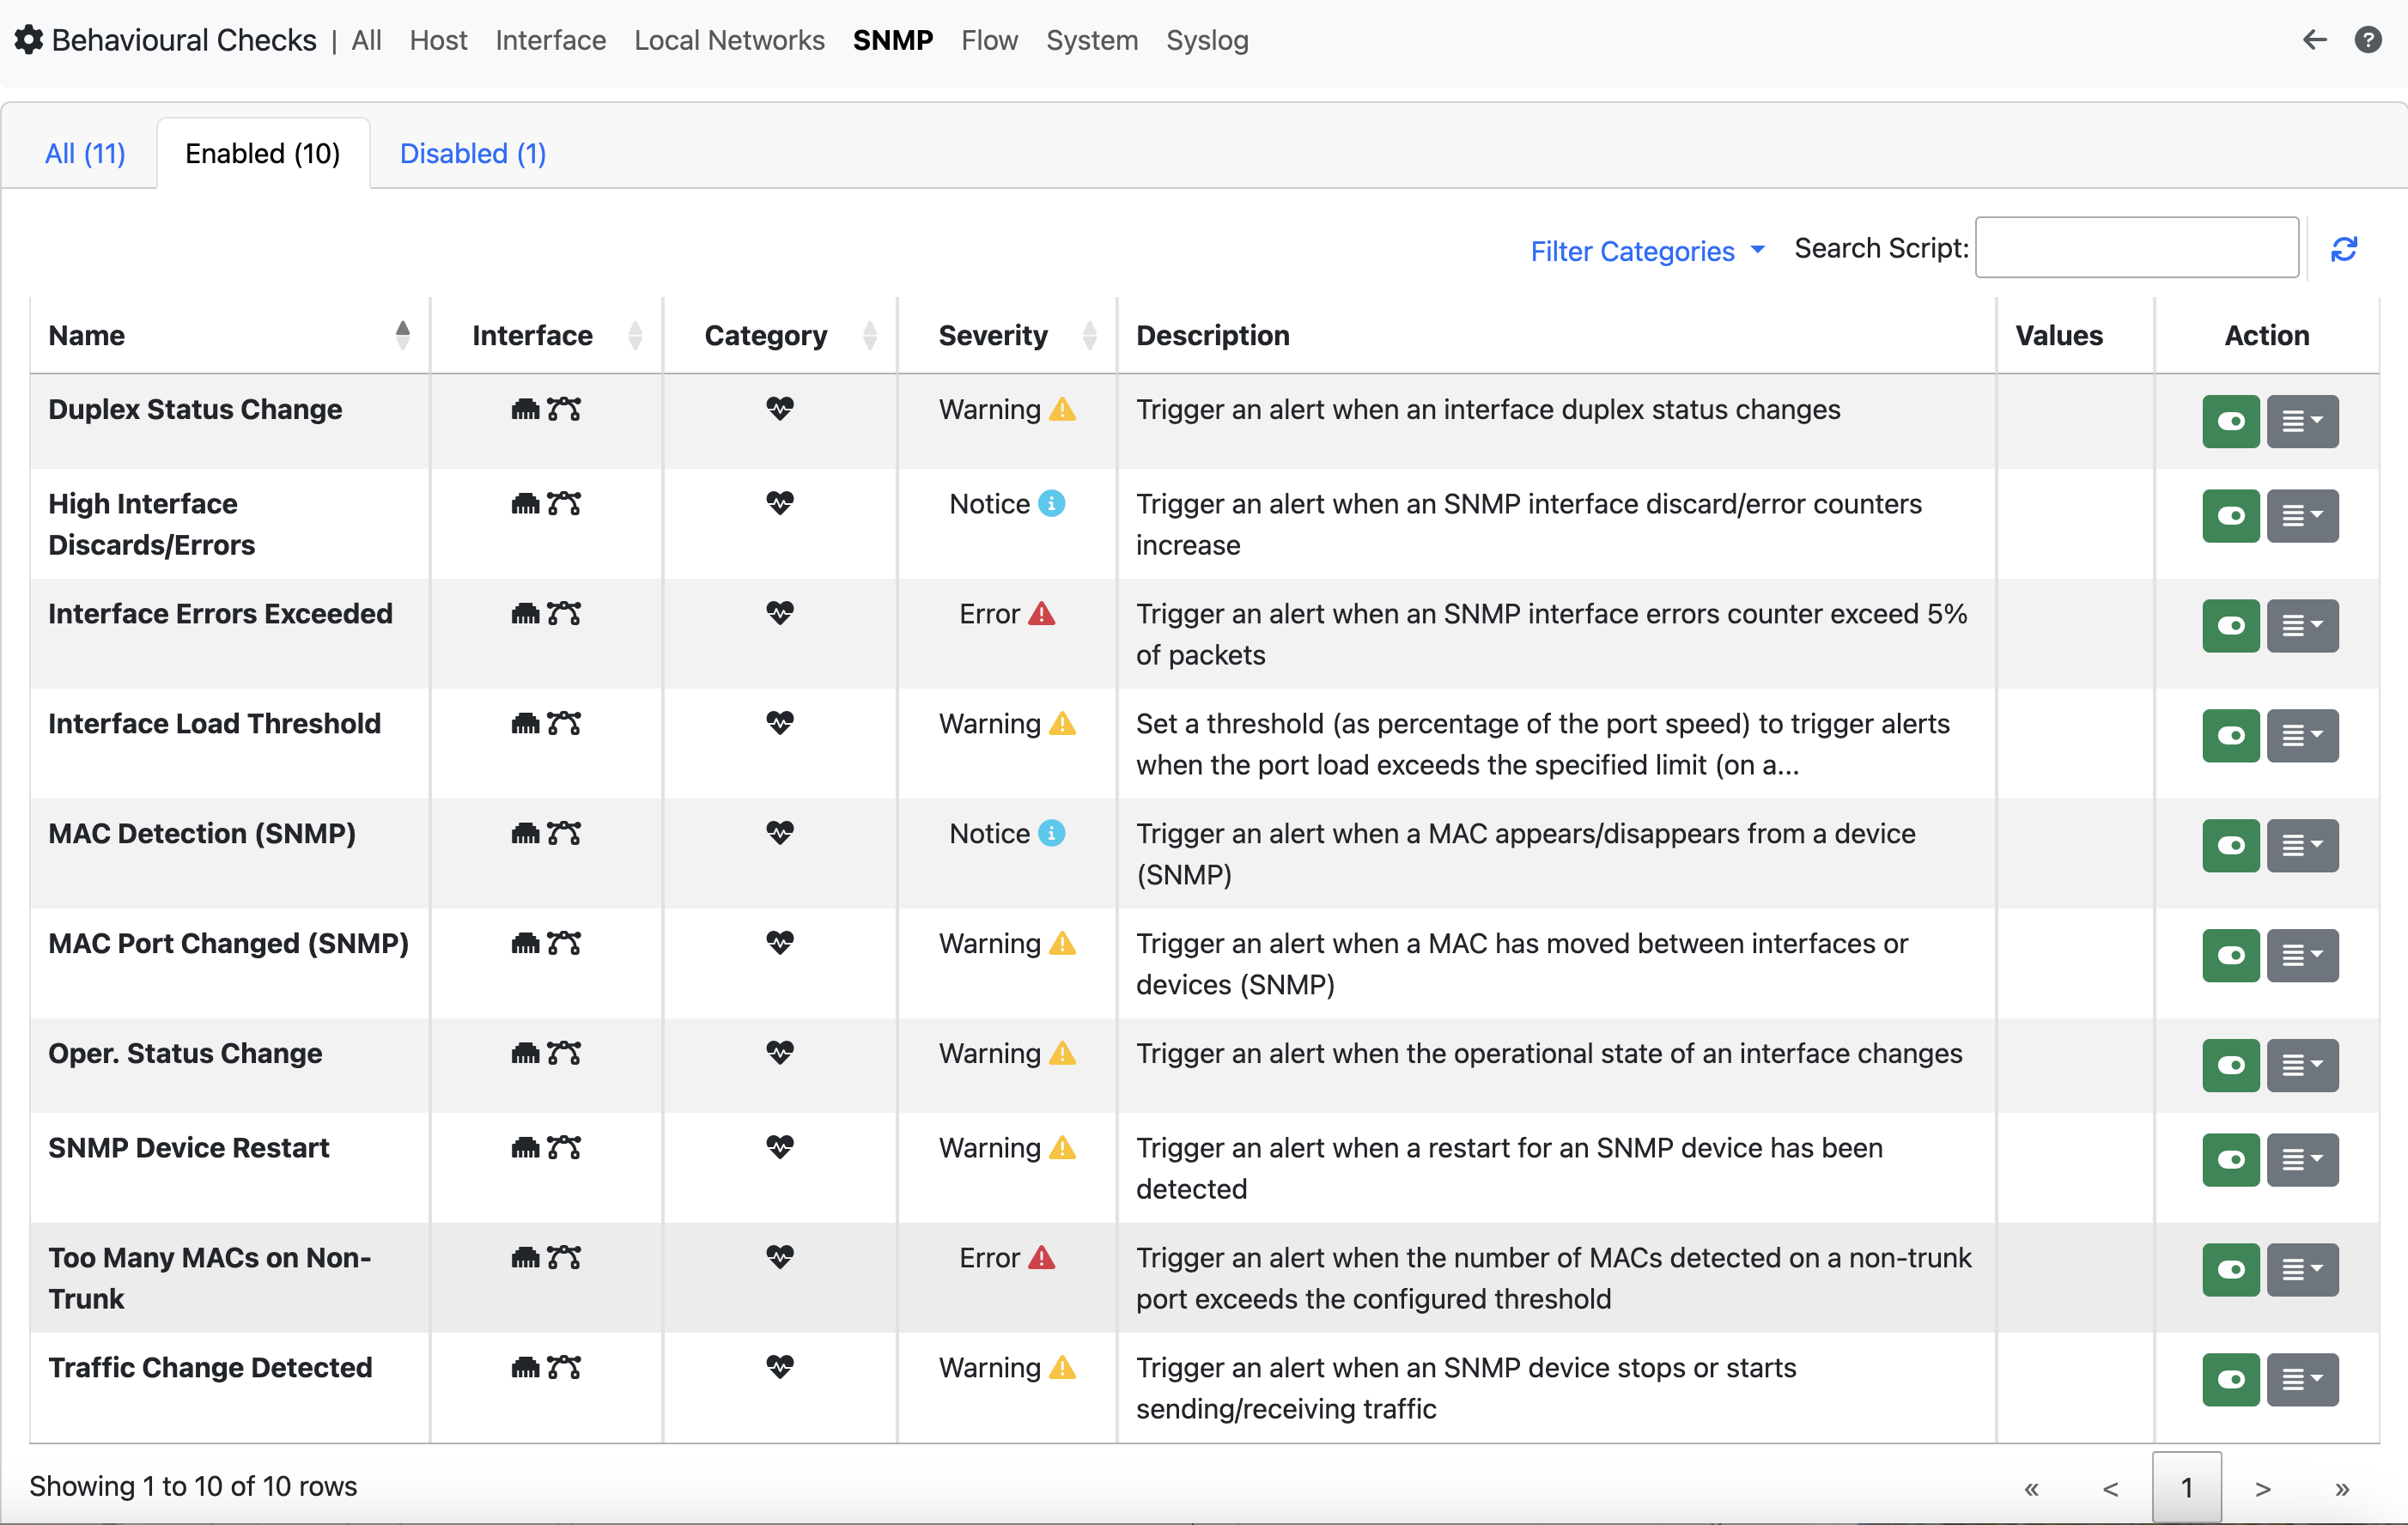 Behavioural Checks | All Host Interface Local Networks SNMP Flow System Syslog
All (11) Enabled (10) Disabled (1)
Filter Categories Search Script:
Name Interface Category Severity Description Values Action
Duplex Status Change Warning Trigger an alert when an interface duplex status changes
High Interface Notice Trigger an alert when an SNMP interface discard/error counters
Discards/Errors increase
Interface Errors Exceeded Error Trigger an alert when an SNMP interface errors counter exceed 5%
of packets
Interface Load Threshold Warning Set a threshold (as percentage of the port speed) to trigger alerts
when the port load exceeds the specified limit (on a...
MAC Detection (SNMP) Notice Trigger an alert when a MAC appears/disappears from a device
(SNMP)
MAC Port Changed (SNMP) Warning Trigger an alert when a MAC has moved between interfaces or
devices (SNMP)
Oper. Status Change Warning Trigger an alert when the operational state of an interface changes
SNMP Device Restart Warning Trigger an alert when a restart for an SNMP device has been
detected
Too Many MACs on Non- Error Trigger an alert when the number of MACs detected on a non-trunk
Trunk port exceeds the configured threshold
Traffic Change Detected Warning Trigger an alert when an SNMP device stops or starts
sending/receiving traffic
Showing 1 to 10 of 10 rows « < 1 > »